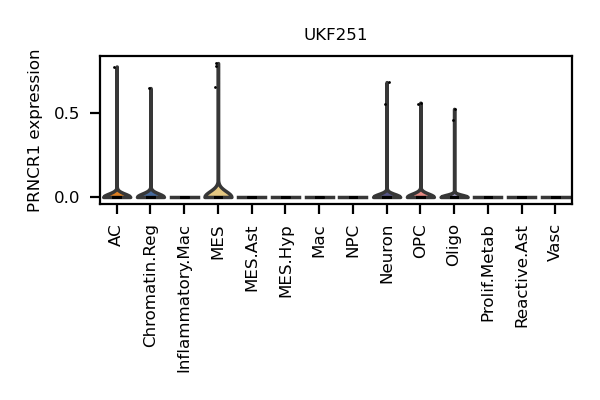 UKF251
PRNCR1 expression
0.5
0.0
AC
Chromatin.Reg
Inflammatory.Mac
MES
MES.Ast
MES.Hyp
Mac
NPC
Neuron
OPC
Oligo
Prolif.Metab
Reactive.Ast
Vasc